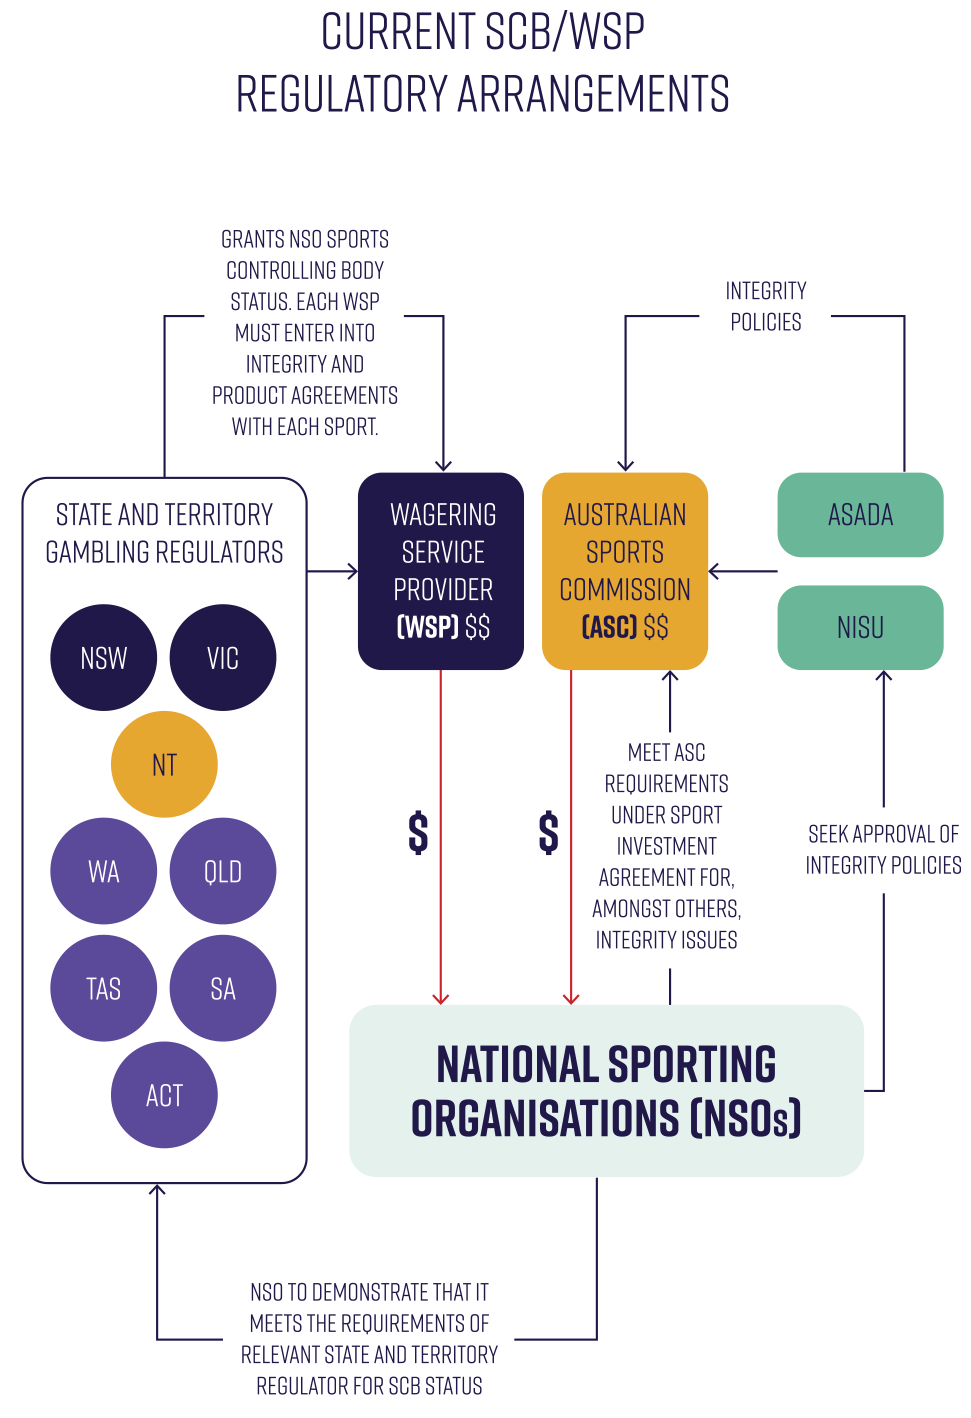 CURRENT SCB/WSP
REGULATORY ARRANGEMENTS
GRANTS NSO SPORTS
CONTROLLING BODY
STATUS. EACH WSP
MUST ENTER INTO
INTEGRITY AND
PRODUCT AGREEMENTS
WITH EACH SPORT.
INTEGRITY
POLICIES
STATE AND TERRITORY
GAMBLING REGULATORS
NSW
VIC
NT
WA
QLD
TAS
SA
ACT
WAGERING
SERVICE
PROVIDER
(WSP) $$
AUSTRALIAN
SPORTS
COMMISSION
(ASC) $$
ASADA
NISU
$
$
MEET ASC
REQUIREMENTS
UNDER SPORT
INVESTMENT
AGREEMENT FOR,
AMONGST OTHERS,
INTEGRITY ISSUES
SEEK APPROVAL OF
INTEGRITY POLICIES
NATIONAL SPORTING
ORGANISATIONS (NSOs)
NSO TO DEMONSTRATE THAT IT
MEETS THE REQUIREMENTS OF
RELEVANT STATE AND TERRITORY
REGULATOR FOR SCB STATUS